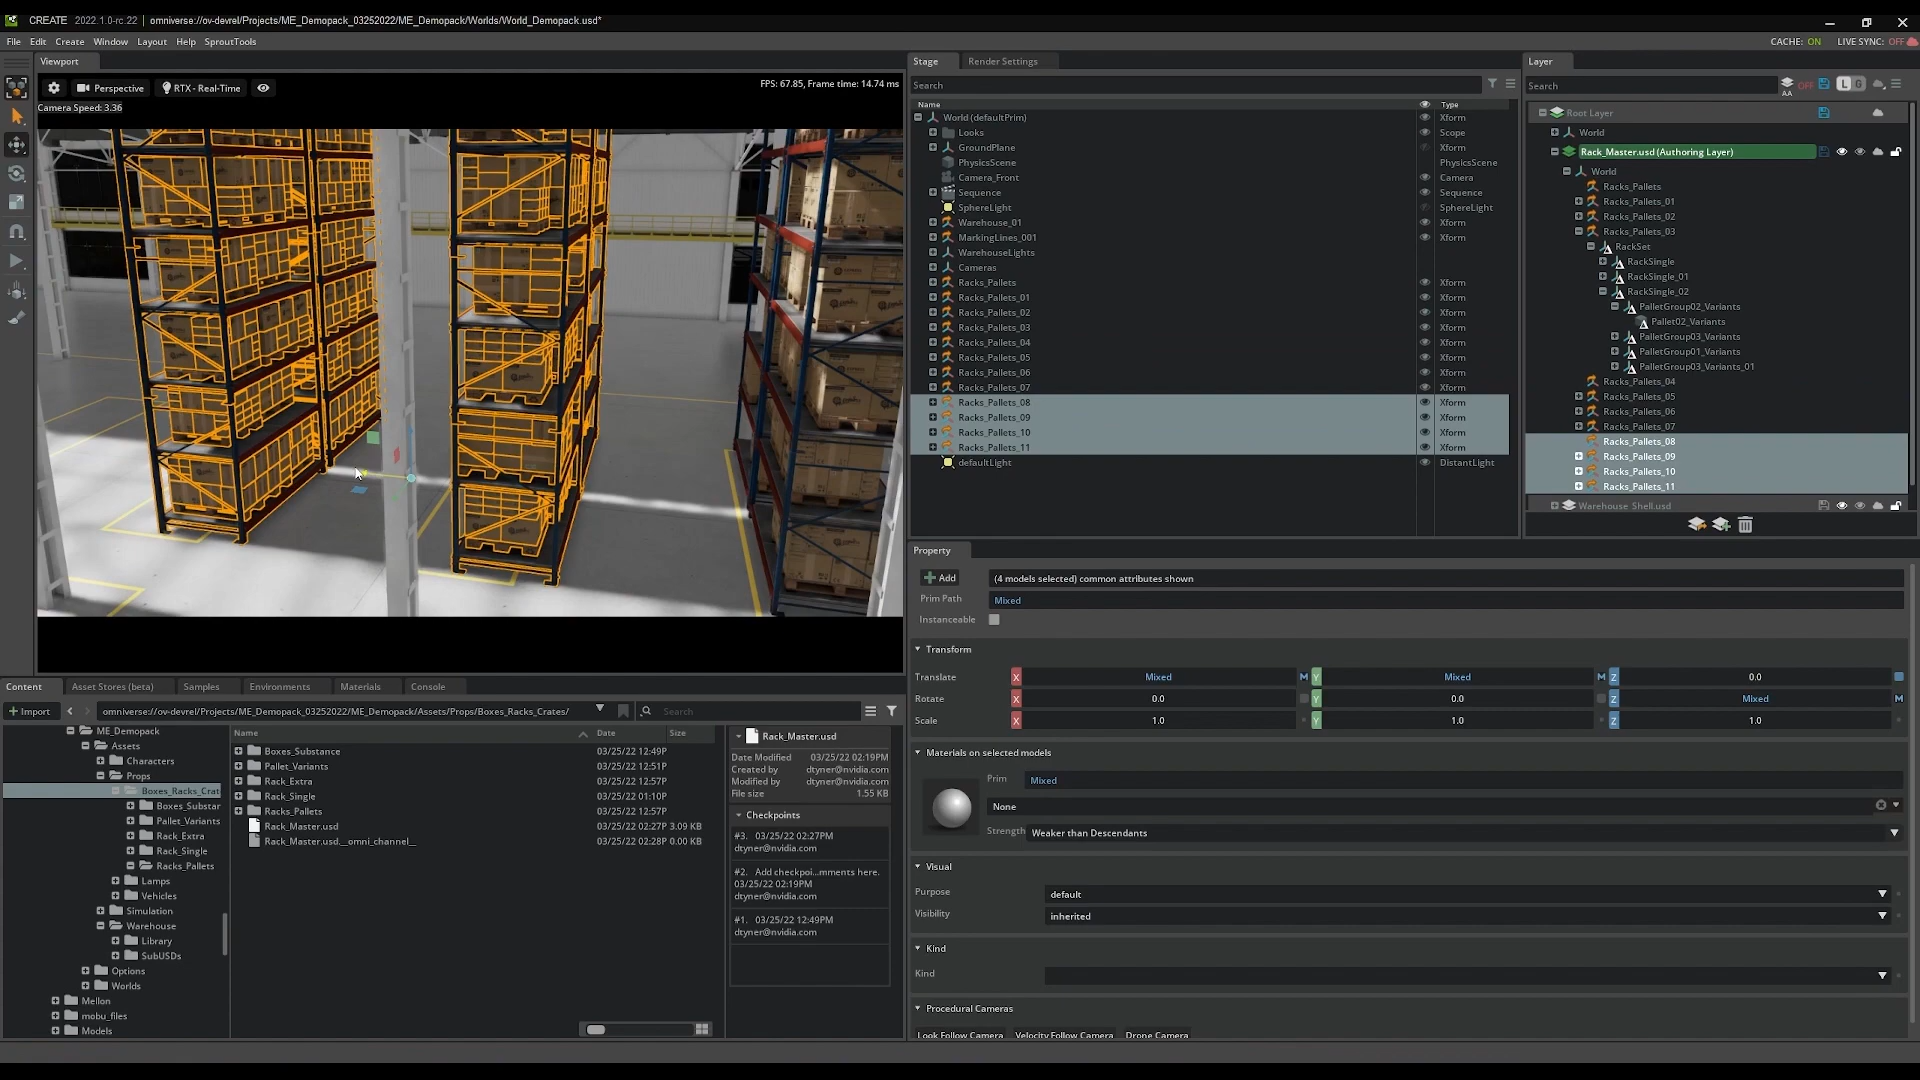 CREATE 2022.1.0-rc.22 omniverse://ov-devrel/Projects/ME_Demopack_03252022/ME_Demopack/Worlds/World_Demopack.usd*
File Edit Create Window Layout Help SproutTools
CACHE: ON LIVE SYNC: OFF
Viewport
Perspective RTX - Real-Time
FPS: 67.85, Frame time: 14.74 ms
Camera Speed: 3.36
Stage Render Settings
Search
Name Type
World (defaultPrim) Xform
Looks Scope
GroundPlane Xform
PhysicsScene PhysicsScene
Camera_Front Camera
Sequence Sequence
SphereLight SphereLight
Warehouse_01 Xform
MarkingLines_001 Xform
WarehouseLights
Cameras
Racks_Pallets Xform
Racks_Pallets_01 Xform
Racks_Pallets_02 Xform
Racks_Pallets_03 Xform
Racks_Pallets_04 Xform
Racks_Pallets_05 Xform
Racks_Pallets_06 Xform
Racks_Pallets_07 Xform
Racks_Pallets_08 Xform
Racks_Pallets_09 Xform
Racks_Pallets_10 Xform
Racks_Pallets_11 Xform
defaultLight DistantLight
Layer
Search
AA OFF L G
Root Layer
World
Rack_Master.usd (Authoring Layer)
World
Racks_Pallets
Racks_Pallets_01
Racks_Pallets_02
Racks_Pallets_03
RackSet
RackSingle
RackSingle_01
RackSingle_02
PalletGroup02_Variants
Pallet02_Variants
PalletGroup03_Variants
PalletGroup01_Variants
PalletGroup03_Variants_01
Racks_Pallets_04
Racks_Pallets_05
Racks_Pallets_06
Racks_Pallets_07
Racks_Pallets_08
Racks_Pallets_09
Racks_Pallets_10
Racks_Pallets_11
Warehouse_Shell.usd
Property
Add (4 models selected) common attributes shown
Prim Path Mixed
Instanceable
Transform
Translate X Mixed M Y Mixed M Z 0.0
Rotate X 0.0 Y 0.0 Z Mixed M
Scale X 1.0 Y 1.0 Z 1.0
Materials on selected models
Prim Mixed
None
Strength Weaker than Descendants
Visual
Purpose default
Visibility inherited
Kind
Kind
Procedural Cameras
Look Follow Camera Velocity Follow Camera Drone Camera
Content Asset Stores (beta) Samples Environments Materials Console
Import omniverse://ov-devrel/Projects/ME_Demopack_03252022/ME_Demopack/Assets/Props/Boxes_Racks_Crates/ Search
ME_Demopack
Assets
Characters
Props
Boxes_Racks_Crat
Boxes_Substar
Pallet_Variants
Rack_Extra
Rack_Single
Racks_Pallets
Lamps
Vehicles
Simulation
Warehouse
Library
SubUSDs
Options
Worlds
Mellon
mobu_files
Models
Name Date Size
Boxes_Substance 03/25/22 12:49P
Pallet_Variants 03/25/22 12:51P
Rack_Extra 03/25/22 12:57P
Rack_Single 03/25/22 01:10P
Racks_Pallets 03/25/22 12:57P
Rack_Master.usd 03/25/22 02:27P 3.09 KB
Rack_Master.usd.__omni_channel__ 03/25/22 02:28P 0.00 KB
Rack_Master.usd
Date Modified 03/25/22 02:19PM
Created by dtyner@nvidia.com
Modified by dtyner@nvidia.com
File size 1.55 KB
Checkpoints
#3. 03/25/22 02:27PM
dtyner@nvidia.com
#2. Add checkpoi...mments here.
03/25/22 02:19PM
dtyner@nvidia.com
#1. 03/25/22 12:49PM
dtyner@nvidia.com